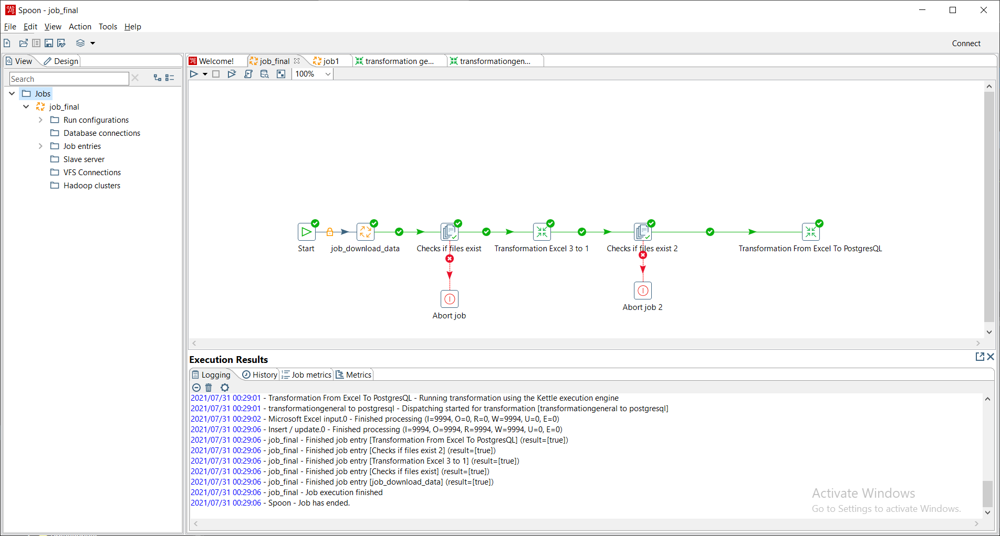 Spoon - job_final
File Edit View Action Tools Help
Connect
View Design
Search
Jobs
job_final
Run configurations
Database connections
Job entries
Slave server
VFS Connections
Hadoop clusters
Welcome! job_final job1 transformation ge... transformationgen...
100%
Start job_download_data Checks if files exist Transformation Excel 3 to 1 Checks if files exist 2 Transformation From Excel To PostgresQL
Abort job Abort job 2
Execution Results
Logging History Job metrics Metrics
2021/07/31 00:29:01 - Transformation From Excel To PostgresQL - Running transformation using the Kettle execution engine
2021/07/31 00:29:01 - transformationgeneral to postgresql - Dispatching started for transformation [transformationgeneral to postgresql]
2021/07/31 00:29:02 - Microsoft Excel input.0 - Finished processing (I=9994, O=0, R=0, W=9994, U=0, E=0)
2021/07/31 00:29:06 - Insert / update.0 - Finished processing (I=9994, O=9994, R=9994, W=9994, U=0, E=0)
2021/07/31 00:29:06 - job_final - Finished job entry [Transformation From Excel To PostgresQL] (result=[true])
2021/07/31 00:29:06 - job_final - Finished job entry [Checks if files exist 2] (result=[true])
2021/07/31 00:29:06 - job_final - Finished job entry [Transformation Excel 3 to 1] (result=[true])
2021/07/31 00:29:06 - job_final - Finished job entry [Checks if files exist] (result=[true])
2021/07/31 00:29:06 - job_final - Finished job entry [job_download_data] (result=[true])
2021/07/31 00:29:06 - job_final - Job execution finished
2021/07/31 00:29:06 - Spoon - Job has ended.
Activate Windows
Go to Settings to activate Windows.